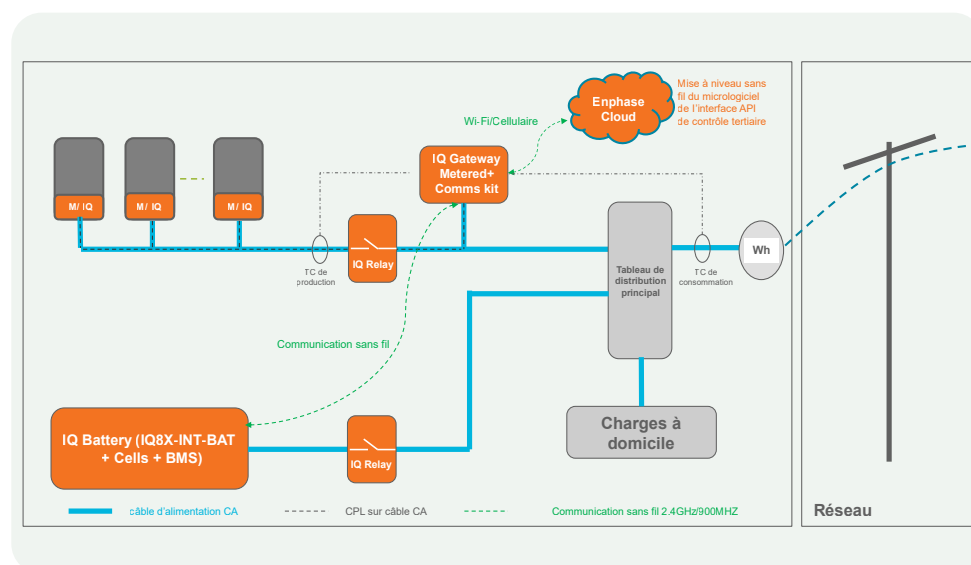 Enphase
Cloud
Mise à niveau sans
fil du micrologiciel
de l'interface API
de contrôle tertiaire
Wi-Fi/Cellulaire
IQ Gateway
Metered+
Comms kit
M/ IQ
M/ IQ
M/ IQ
IQ Relay
TC de
production
Tableau de
distribution
principal
TC de
consommation
Wh
Communication sans fil
IQ Battery (IQ8X-INT-BAT
+ Cells + BMS)
IQ Relay
Charges à
domicile
câble d'alimentation CA
CPL sur câble CA
Communication sans fil 2.4GHz/900MHZ
Réseau